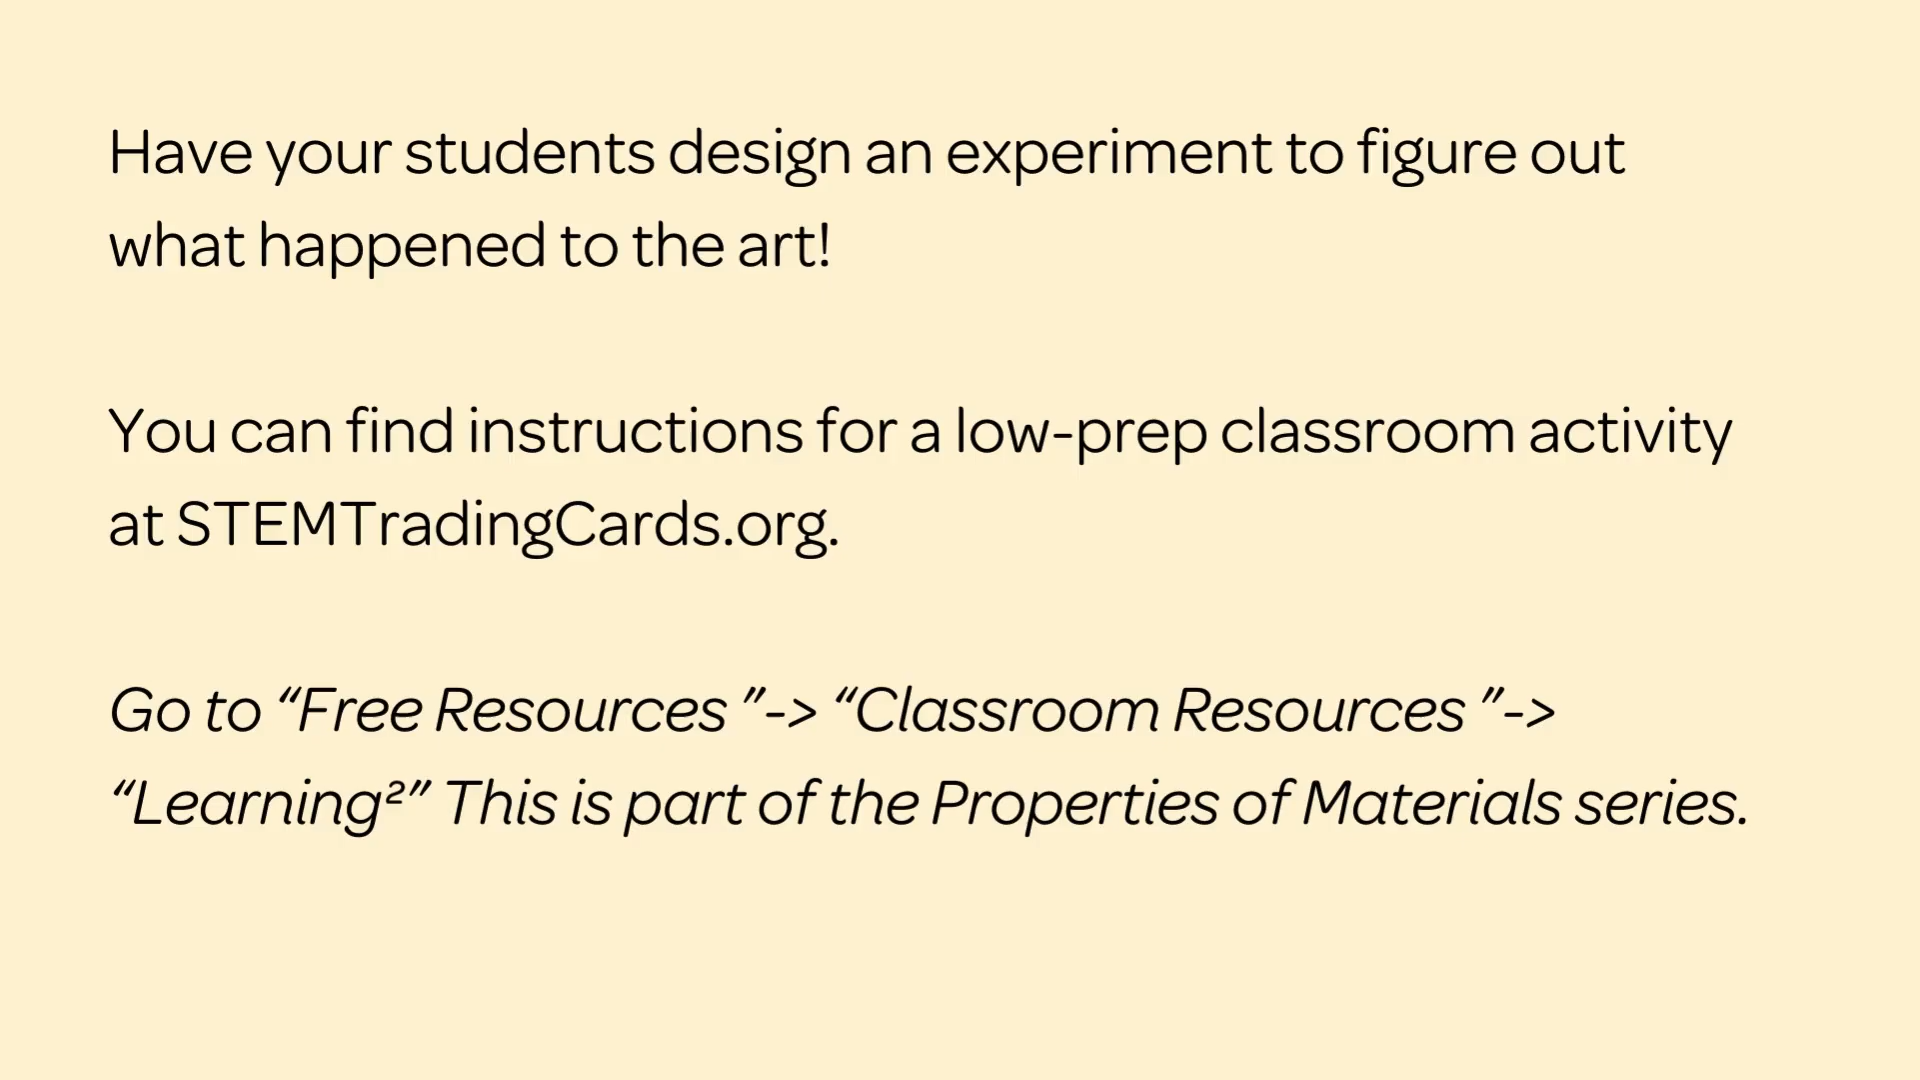 Have your students design an experiment to figure out
what happened to the art!
You can find instructions for a low-prep classroom activity
at STEMTradingCards.org.
Go to “Free Resources ”-> “Classroom Resources ”->
“Learning²” This is part of the Properties of Materials series.